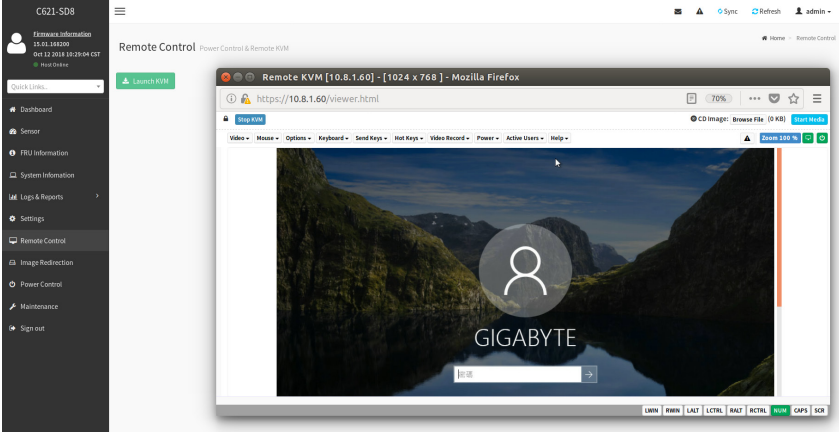 C621-SD8
Firmware Information
15.01.168200
Oct 12 2018 10:29:04 CST
Host Online
Quick Links..
Dashboard
Sensor
FRU Information
System Infomation
Logs & Reports
Settings
Remote Control
Image Redirection
Power Control
Maintenance
Sign out
Sync Refresh admin
Remote Control Power Control & Remote KVM
Home - Remote Control
Launch KVM
Remote KVM [10.8.1.60] - [1024 x 768 ] - Mozilla Firefox
https://10.8.1.60/viewer.html 70%
Stop KVM CD Image: Browse File (0 KB) Start Media
Video Mouse Options Keyboard Send Keys Hot Keys Video Record Power Active Users Help Zoom 100 %
GIGABYTE
密碼
LWIN RWIN LALT LCTRL RALT RCTRL NUM CAPS SCR